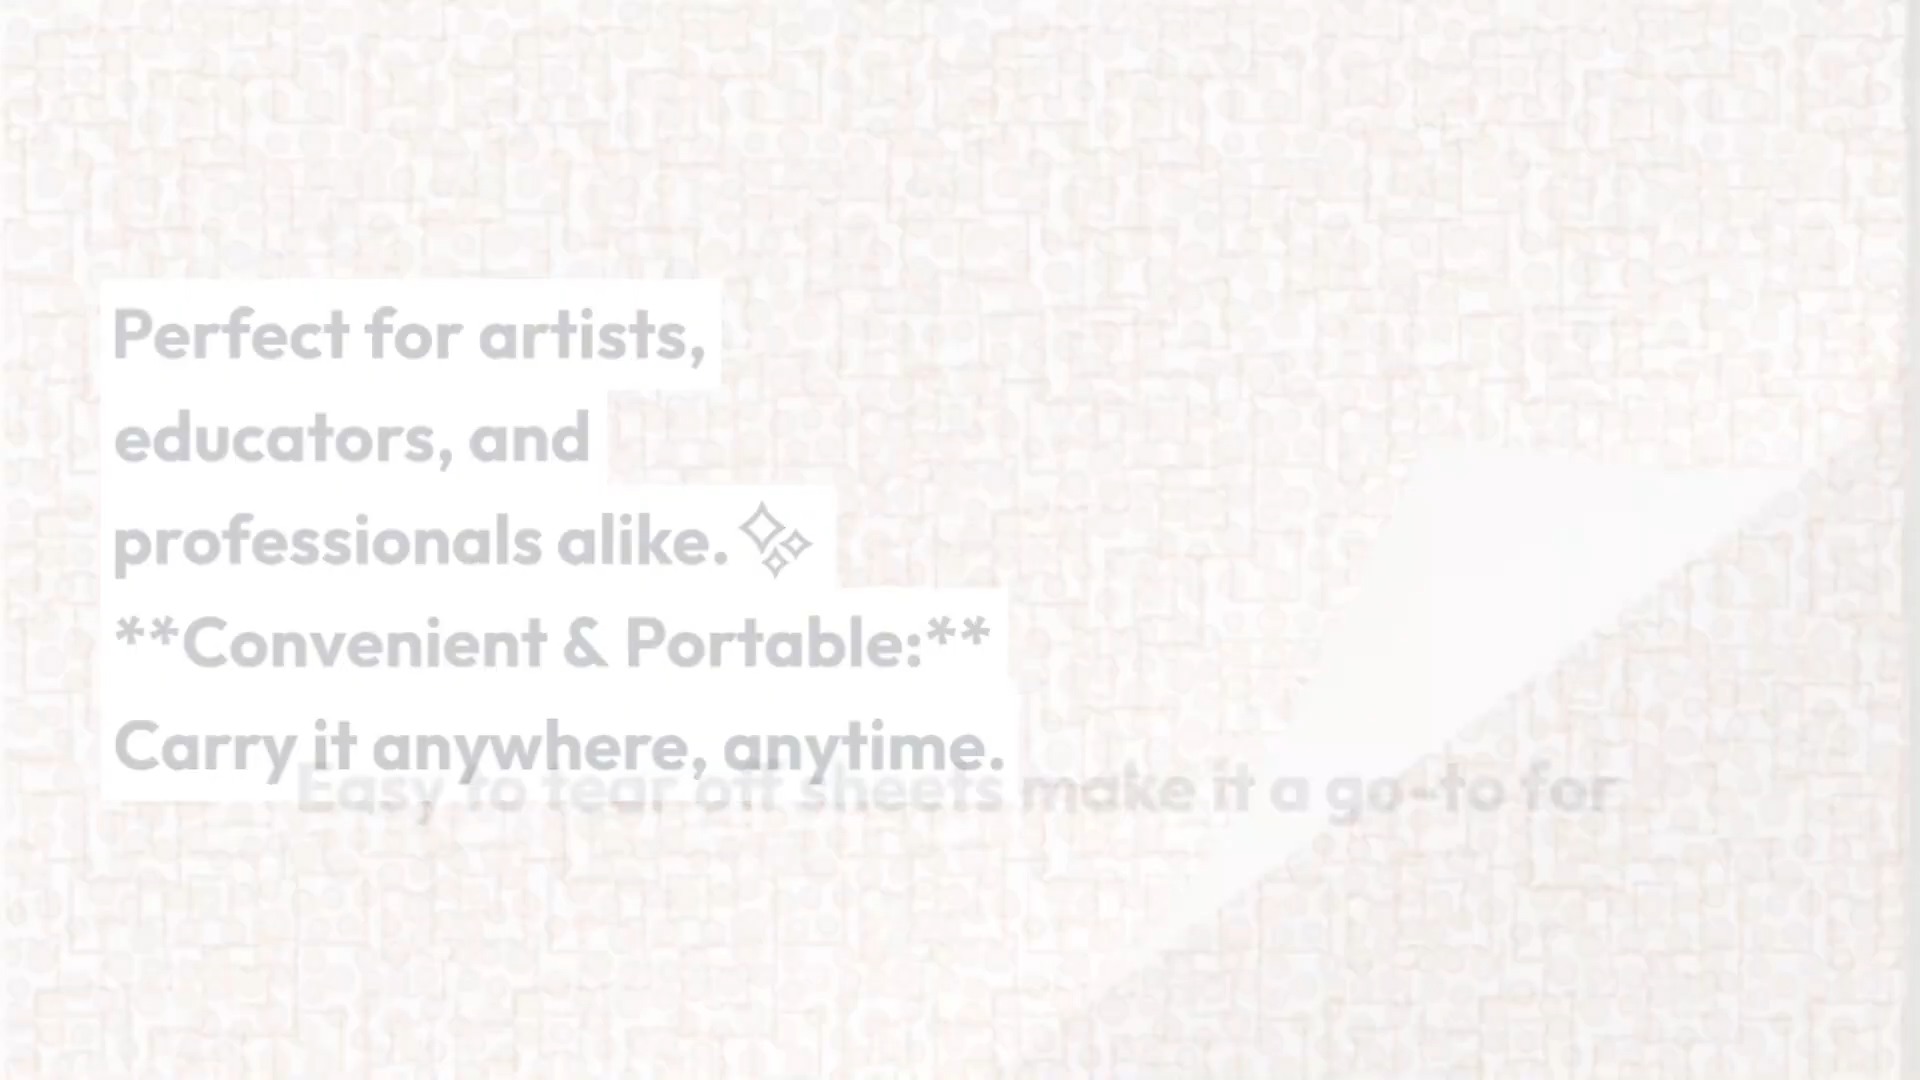 Perfect for artists,
educators, and
professionals alike. ✨
**Convenient & Portable:**
Carry it anywhere, anytime.
Easy to tear off sheets make it a go-to for